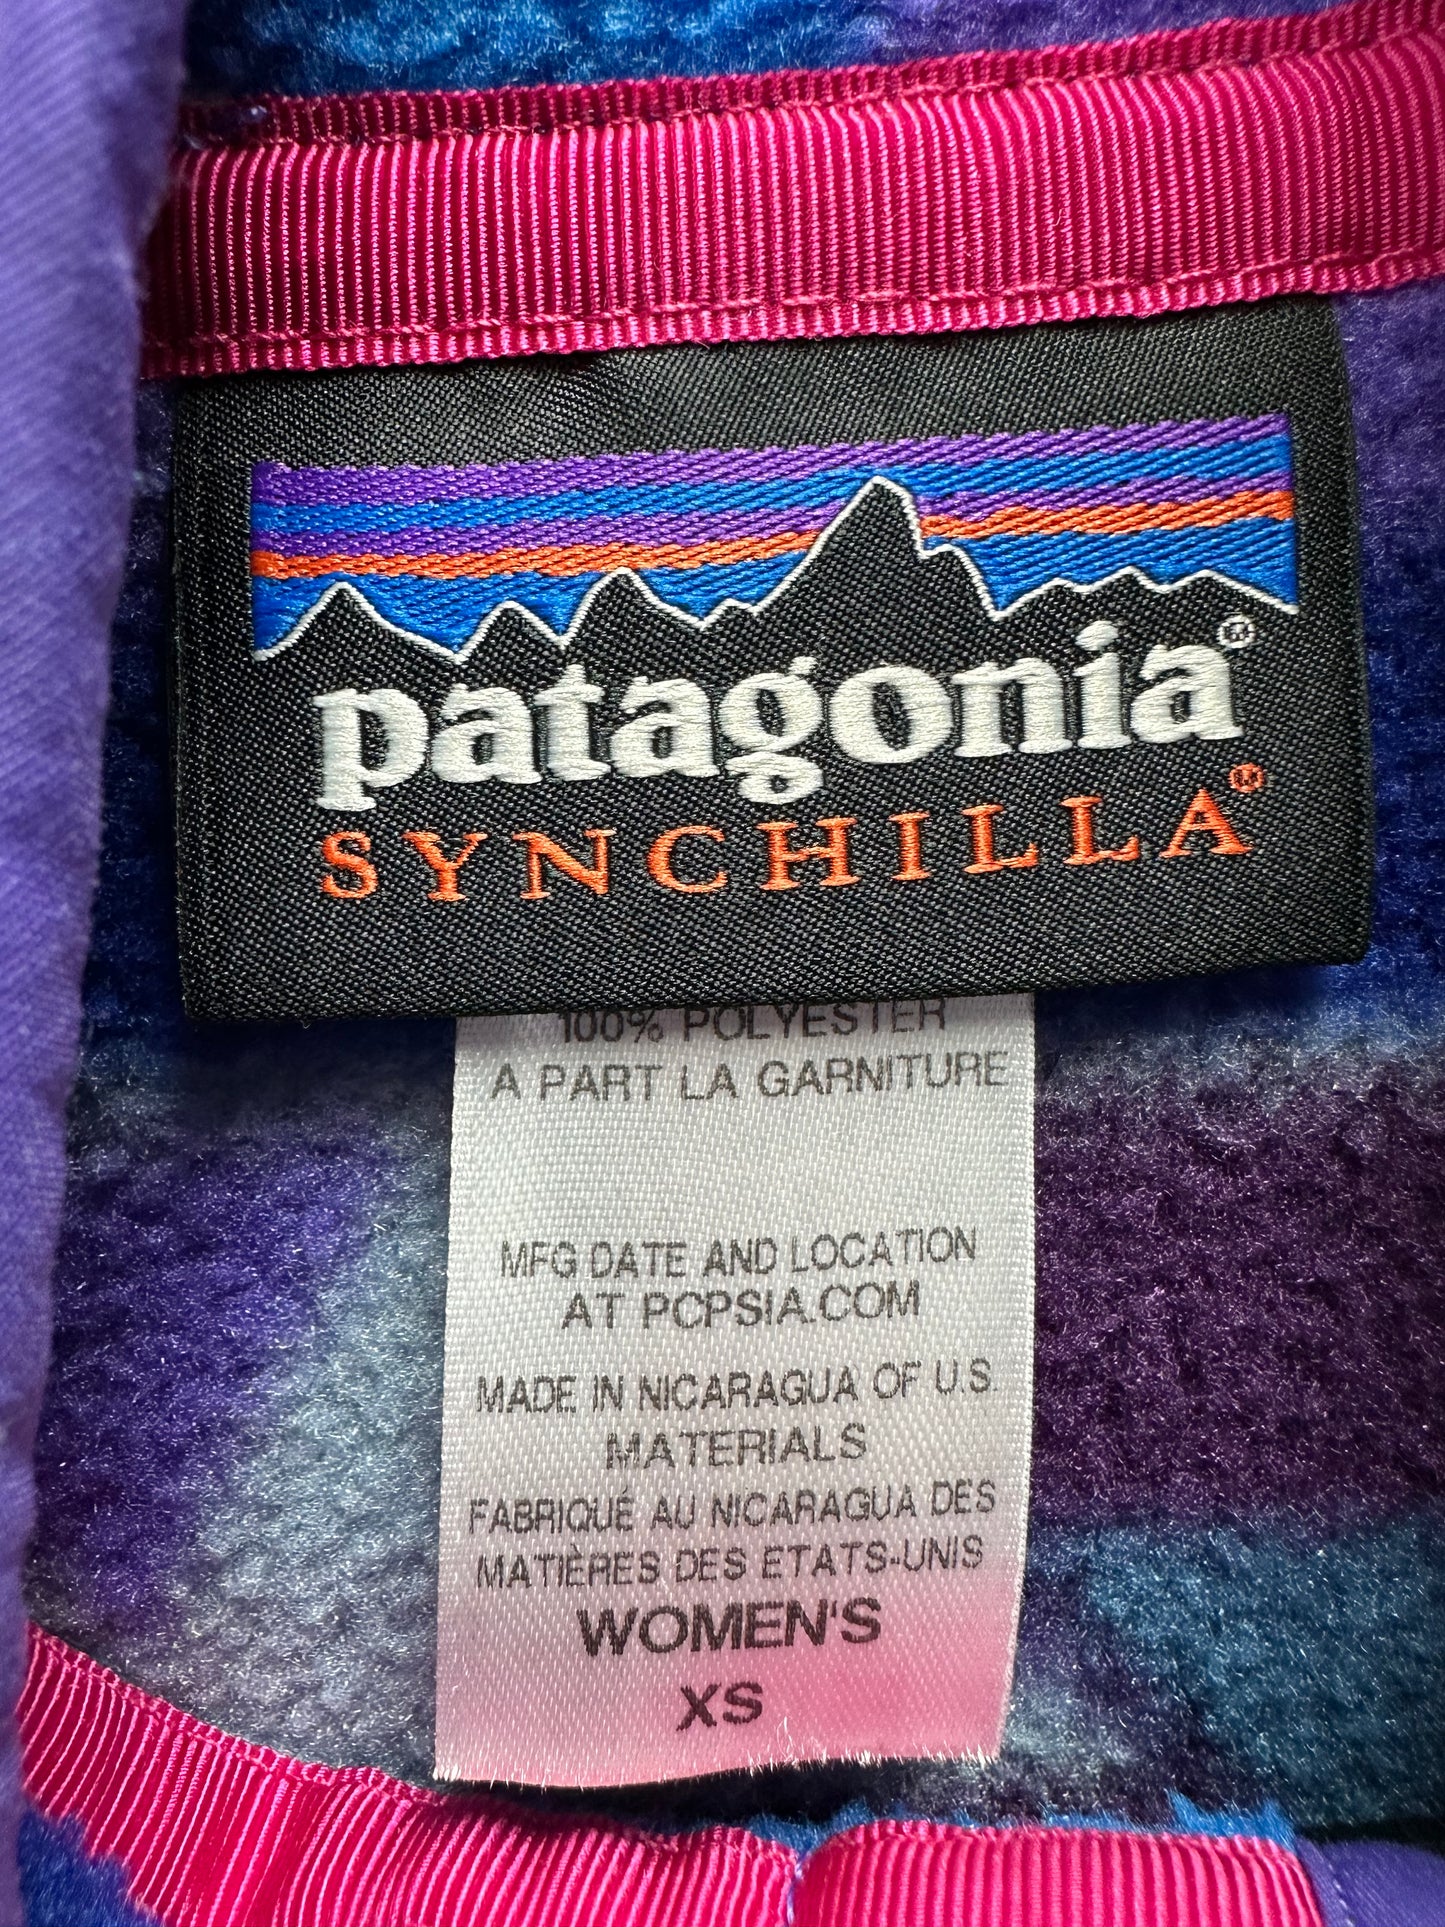 patagonia®
SYNCHILLA®
100% POLYESTER
A PART LA GARNITURE
MFG DATE AND LOCATION
AT PCPSIA.COM
MADE IN NICARAGUA OF U.S.
MATERIALS
FABRIQUÉ AU NICARAGUA DES
MATIÈRES DES ETATS-UNIS
WOMEN'S
XS